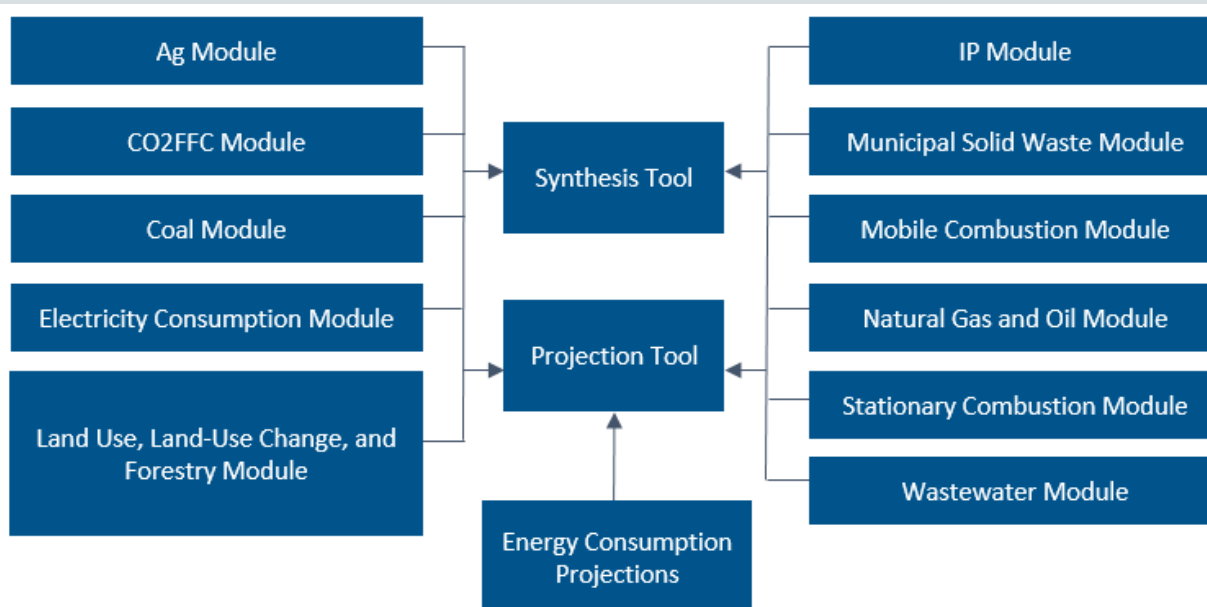 Ag Module
CO2FFC Module
Coal Module
Electricity Consumption Module
Land Use, Land-Use Change, and
Forestry Module
Synthesis Tool
Projection Tool
Energy Consumption
Projections
IP Module
Municipal Solid Waste Module
Mobile Combustion Module
Natural Gas and Oil Module
Stationary Combustion Module
Wastewater Module